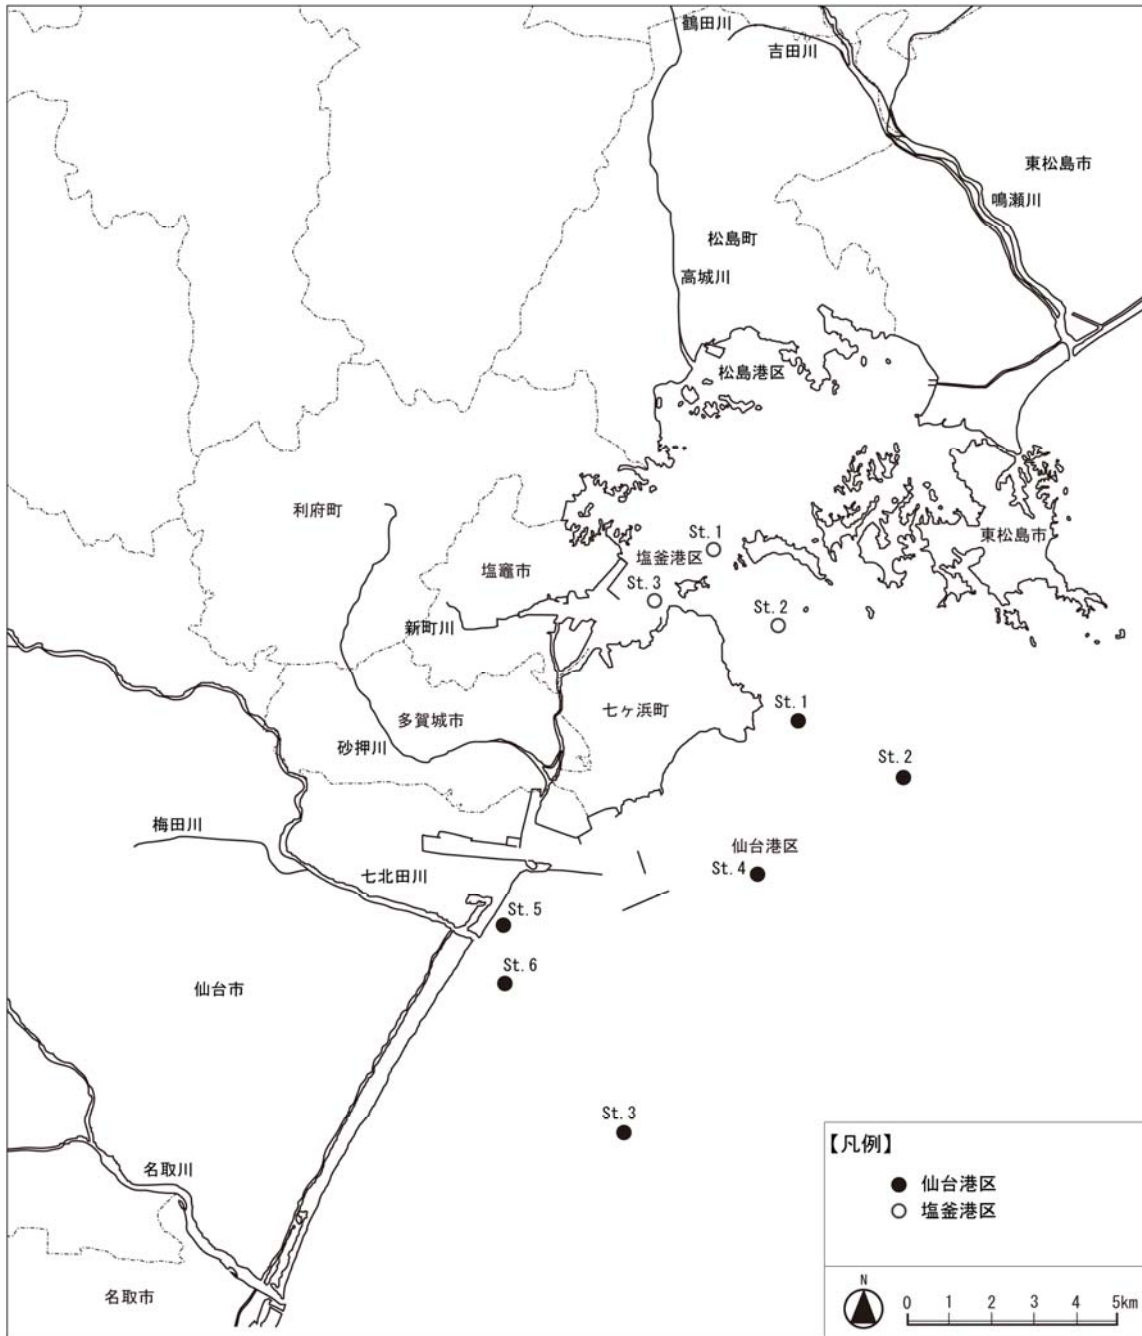 鶴田川
吉田川
東松島市
鳴瀬川
松島町
高城川
松島港区
利府町
St. 1
東松島市
塩釜港区
塩竈市
St. 3
St. 2
新町川
七ヶ浜町
St. 1
多賀城市
砂押川
St. 2
梅田川
仙台港区
St. 4
七北田川
St. 5
St. 6
仙台市
St. 3
【凡例】
仙台港区
塩釜港区
名取川
名取市
N
0 1 2 3 4 5km